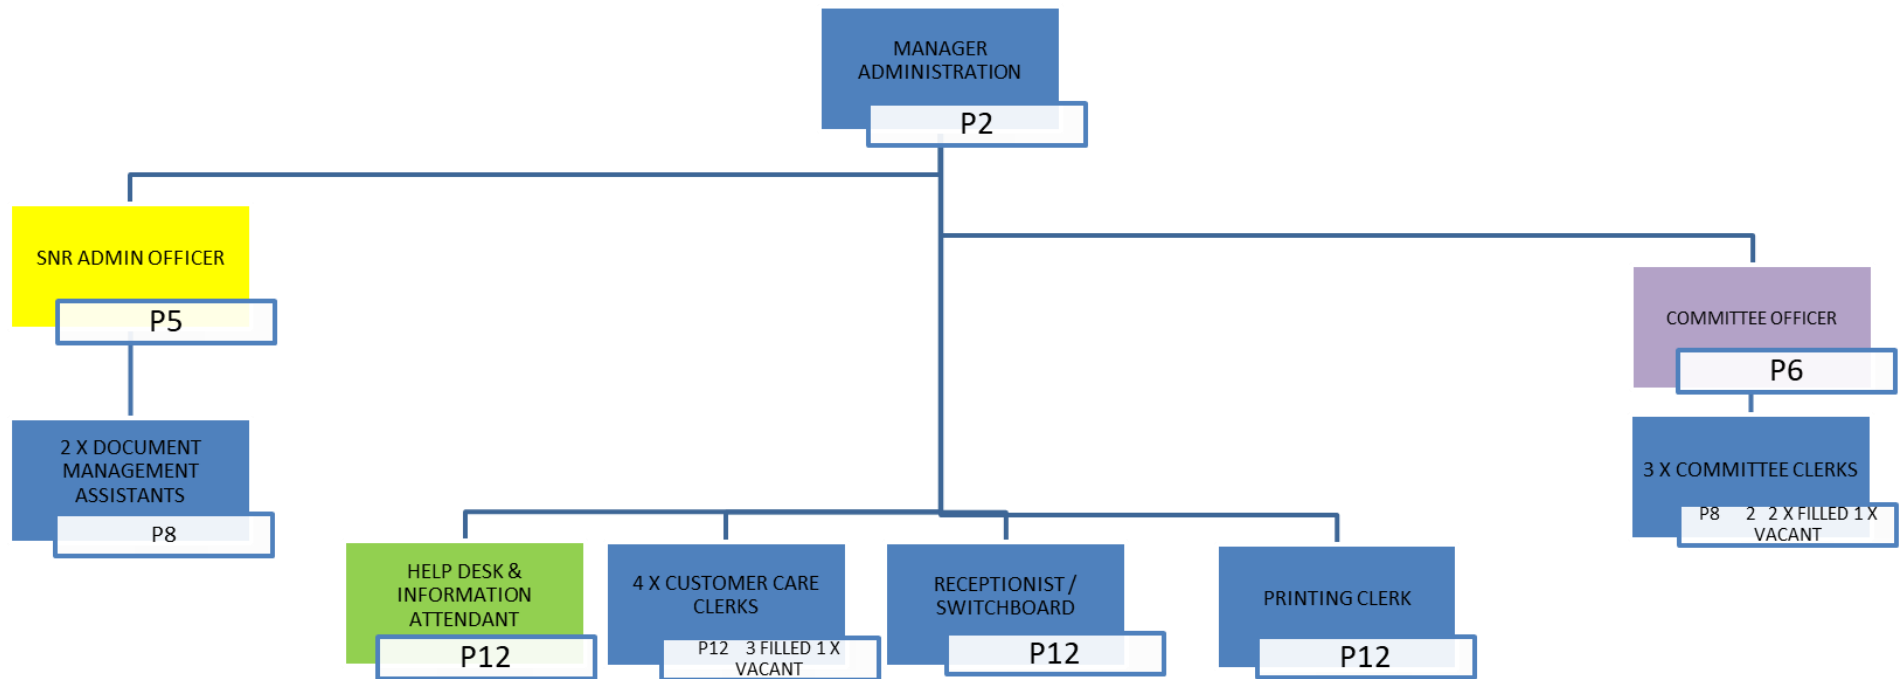 MANAGER
ADMINISTRATION
P2
SNR ADMIN OFFICER
P5
COMMITTEE OFFICER
P6
2 X DOCUMENT
MANAGEMENT
ASSISTANTS
P8
3 X COMMITTEE CLERKS
P8 2 2 X FILLED 1 X
VACANT
HELP DESK &
INFORMATION
ATTENDANT
P12
4 X CUSTOMER CARE
CLERKS
P12 3 FILLED 1 X
VACANT
RECEPTIONIST /
SWITCHBOARD
P12
PRINTING CLERK
P12